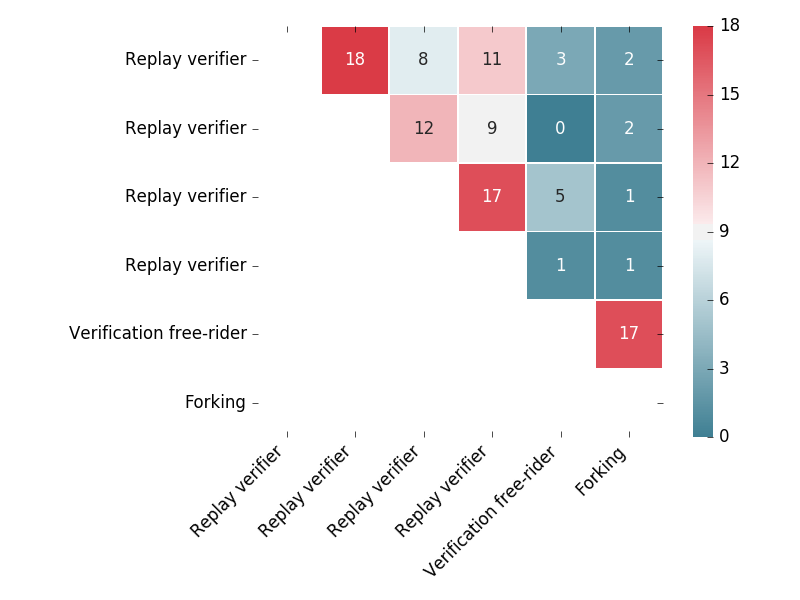 Replay verifier 18 8 11 3 2
Replay verifier 12 9 0 2
Replay verifier 17 5 1
Replay verifier 1 1
Verification free-rider 17
Forking
Replay verifier
Replay verifier
Replay verifier
Replay verifier
Verification free-rider
Forking
18
15
12
9
6
3
0